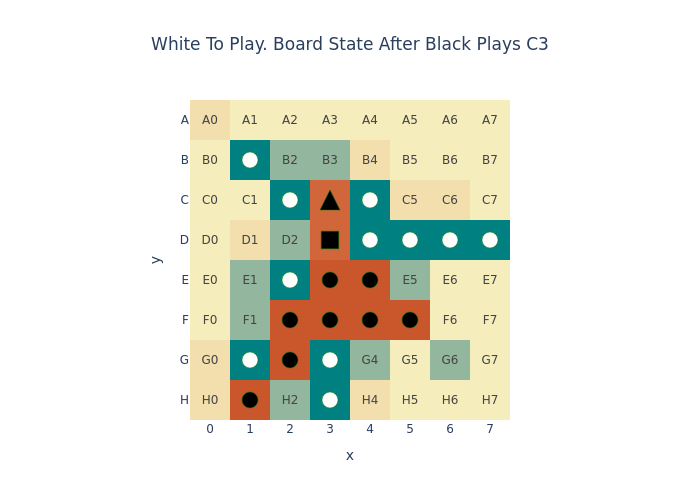 White To Play. Board State After Black Plays C3
A A0 A1 A2 A3 A4 A5 A6 A7
B B0 B2 B3 B4 B5 B6 B7
C C0 C1 C5 C6 C7
D D0 D1 D2
E E0 E1 E5 E6 E7
F F0 F1 F6 F7
G G0 G4 G5 G6 G7
H H0 H2 H4 H5 H6 H7
0 1 2 3 4 5 6 7
x
y